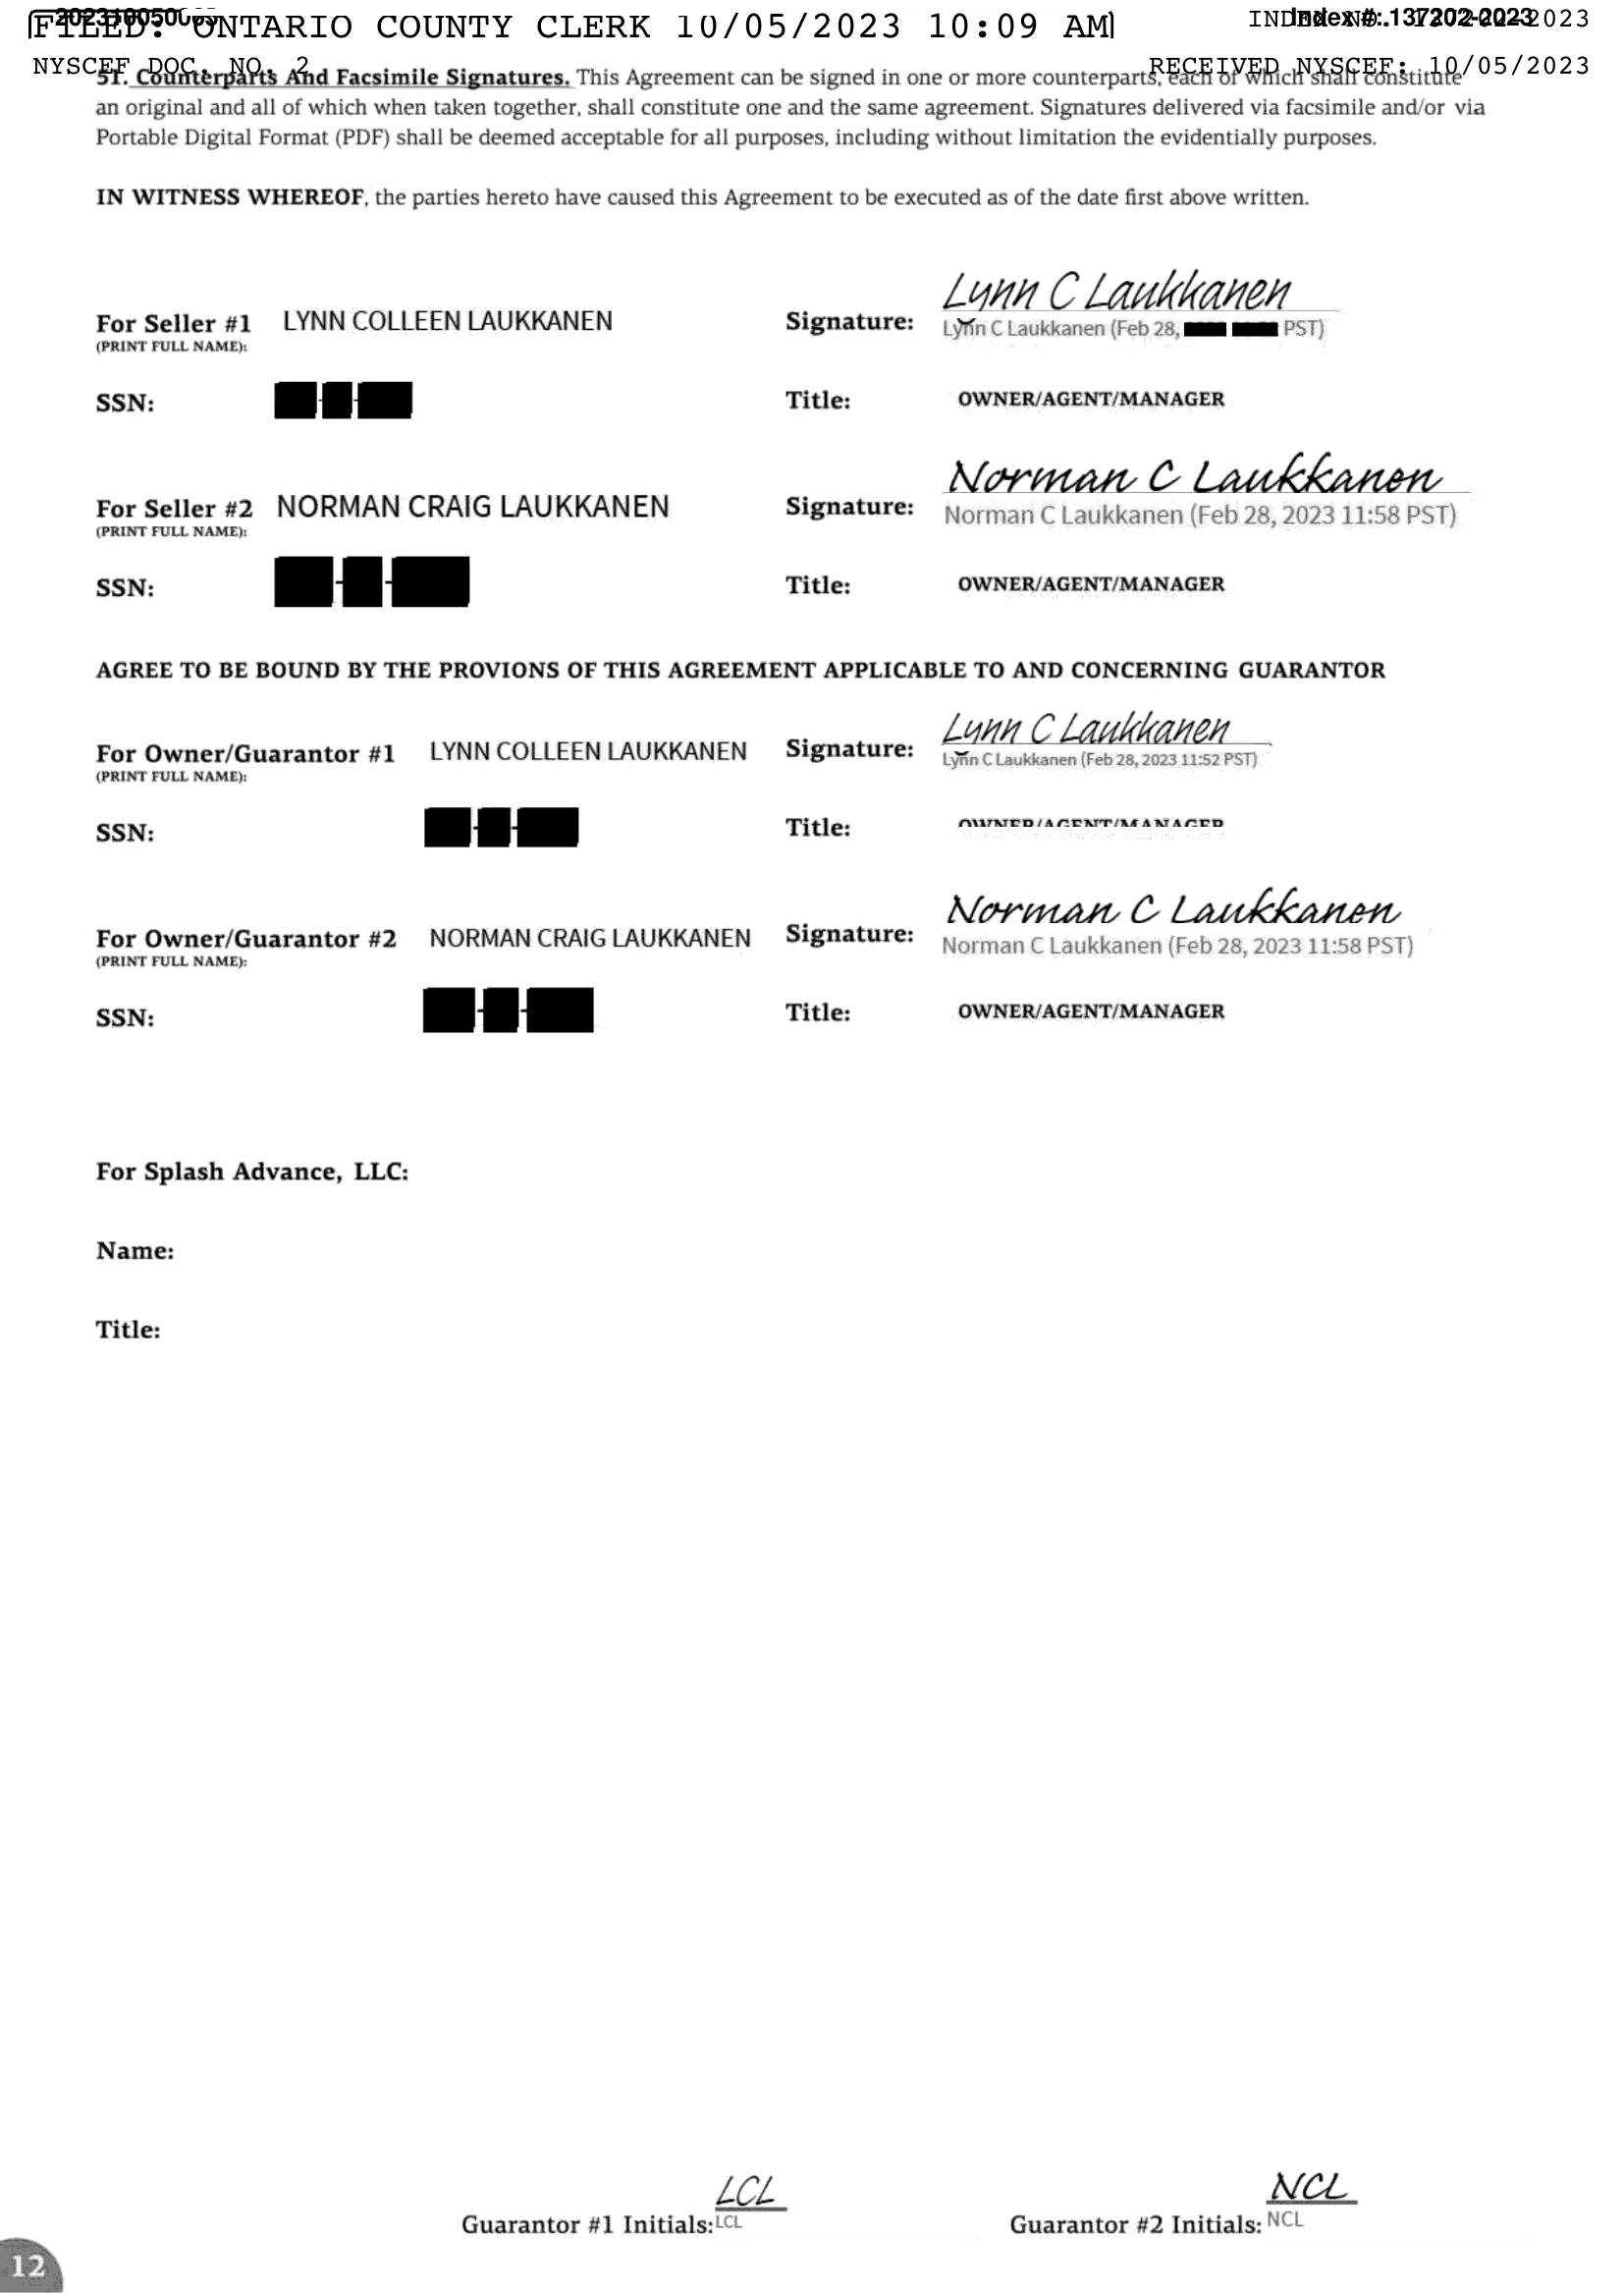 FILED: ONTARIO COUNTY CLERK 10/05/2023 10:09 AM
Index #: 137202-2023
NYSCEF DOC. NO. 2 RECEIVED NYSCEF: 10/05/2023
51. Counterparts And Facsimile Signatures. This Agreement can be signed in one or more counterparts, each of which shall constitute
an original and all of which when taken together, shall constitute one and the same agreement. Signatures delivered via facsimile and/or via
Portable Digital Format (PDF) shall be deemed acceptable for all purposes, including without limitation the evidentially purposes.
IN WITNESS WHEREOF, the parties hereto have caused this Agreement to be executed as of the date first above written.
Lynn C Laukkanen
For Seller #1 LYNN COLLEEN LAUKKANEN Signature: Lynn C Laukkanen (Feb 28, PST)
(PRINT FULL NAME):
SSN: Title: OWNER/AGENT/MANAGER
Norman C Laukkanen
For Seller #2 NORMAN CRAIG LAUKKANEN Signature: Norman C Laukkanen (Feb 28, 2023 11:58 PST)
(PRINT FULL NAME):
SSN: Title: OWNER/AGENT/MANAGER
AGREE TO BE BOUND BY THE PROVIONS OF THIS AGREEMENT APPLICABLE TO AND CONCERNING GUARANTOR
Lynn C Laukkanen
For Owner/Guarantor #1 LYNN COLLEEN LAUKKANEN Signature: Lynn C Laukkanen (Feb 28, 2023 11:52 PST)
(PRINT FULL NAME):
SSN: Title: OWNER/AGENT/MANAGER
Norman C Laukkanen
For Owner/Guarantor #2 NORMAN CRAIG LAUKKANEN Signature: Norman C Laukkanen (Feb 28, 2023 11:58 PST)
(PRINT FULL NAME):
SSN: Title: OWNER/AGENT/MANAGER
For Splash Advance, LLC:
Name:
Title:
LCL NCL
Guarantor #1 Initials: LCL Guarantor #2 Initials: NCL
12